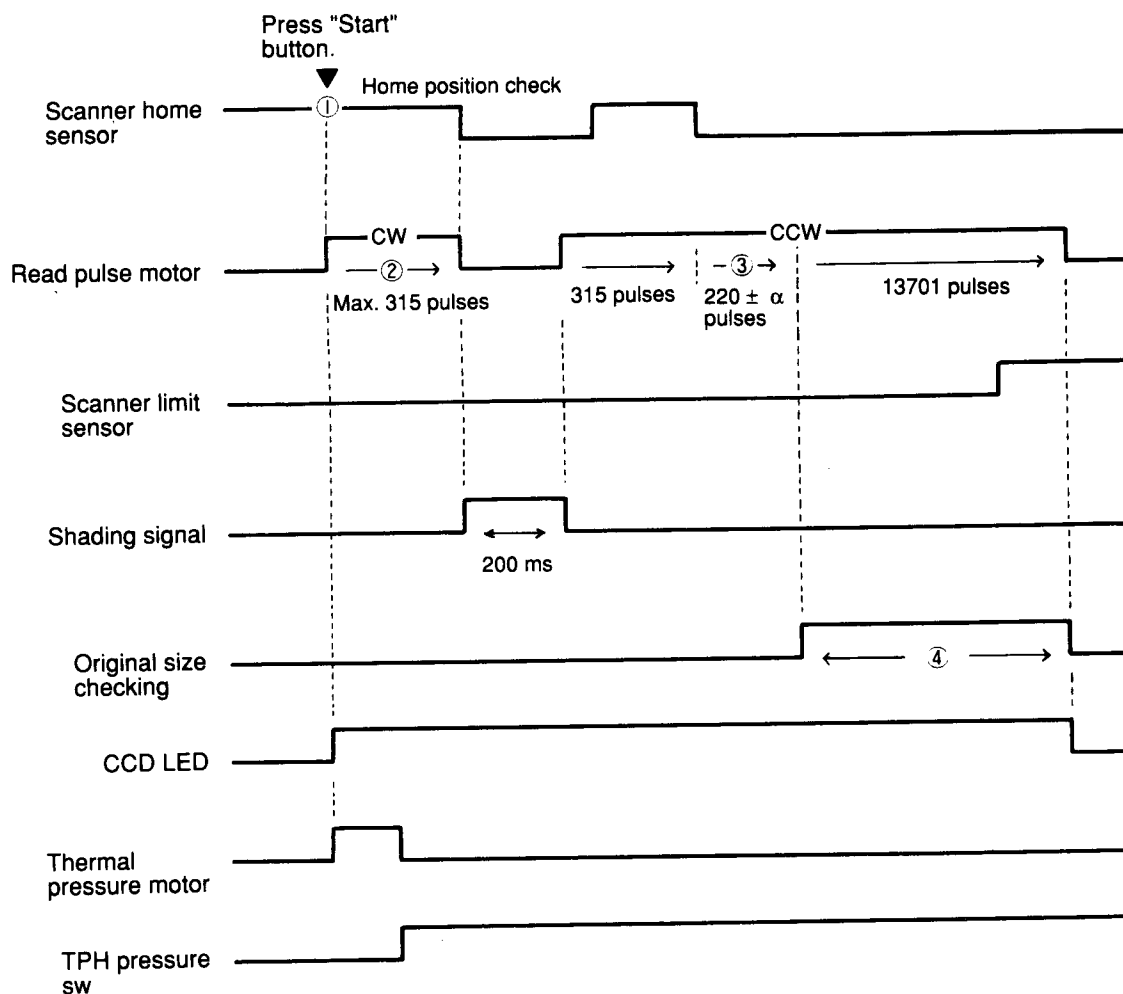 Press "Start"
button.
Home position check
Scanner home
sensor
①
CW
CCW
Read pulse motor
②
③
Max. 315 pulses
315 pulses
220 ± α
pulses
13701 pulses
Scanner limit
sensor
Shading signal
200 ms
Original size
checking
④
CCD LED
Thermal
pressure motor
TPH pressure
sw